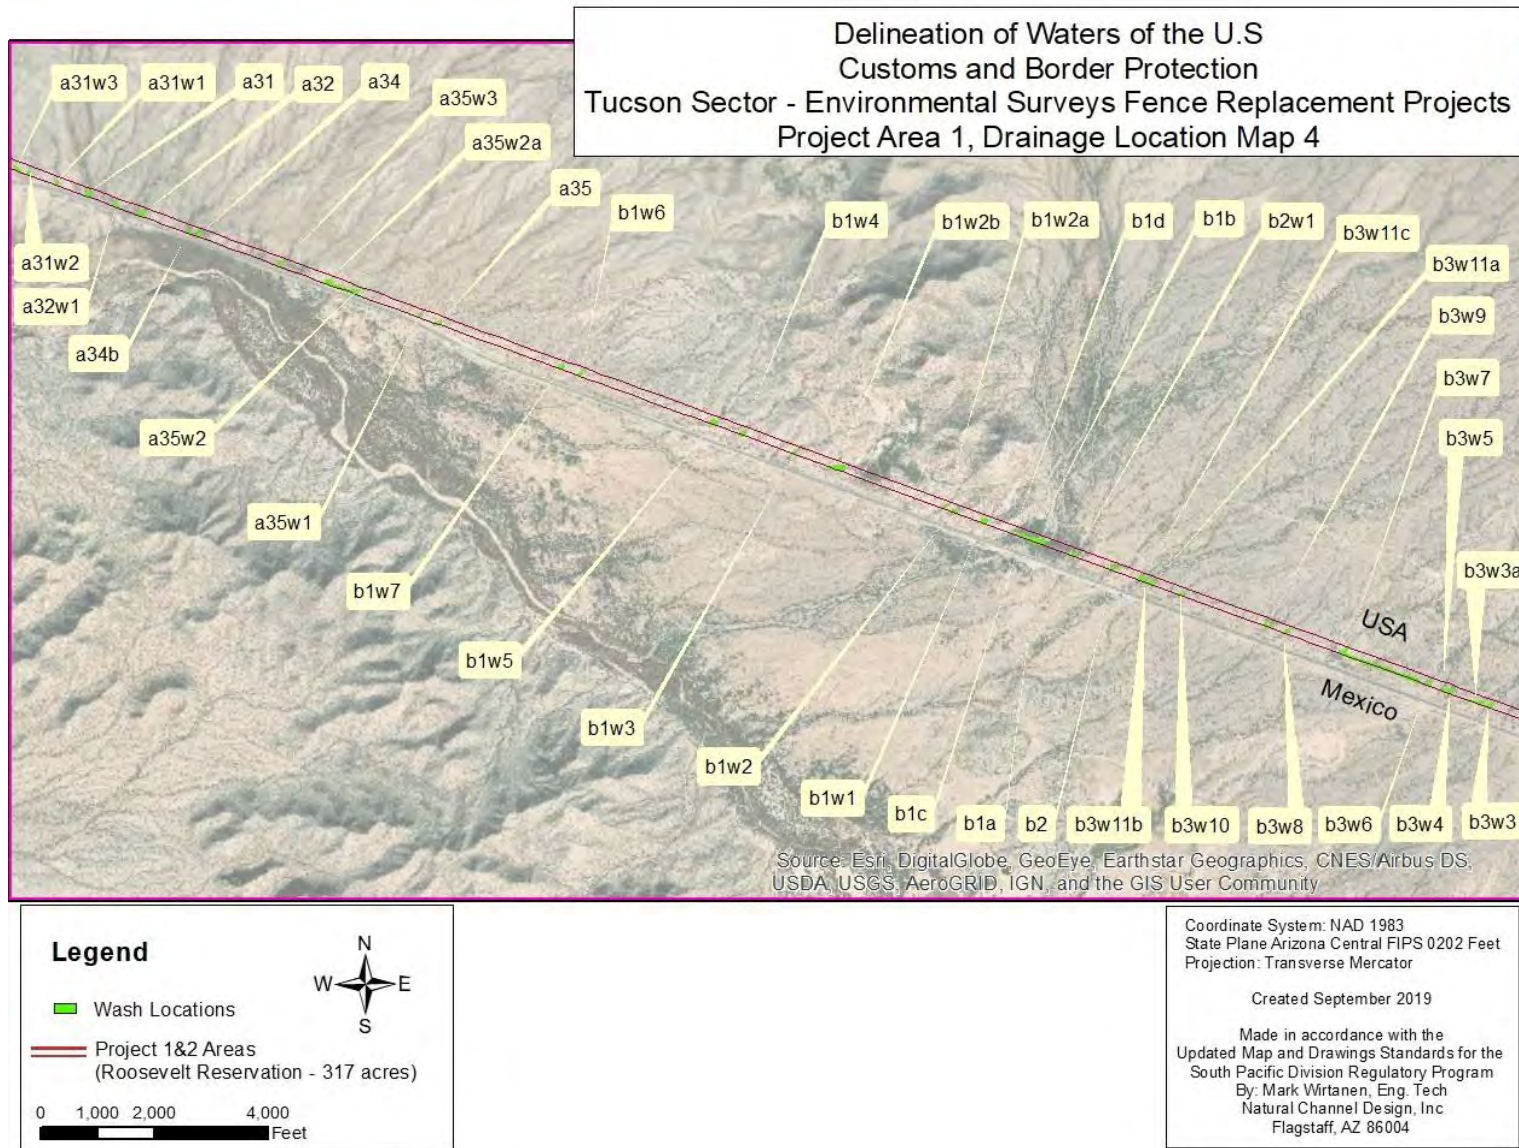 Delineation of Waters of the U.S
Customs and Border Protection
Tucson Sector - Environmental Surveys Fence Replacement Projects
Project Area 1, Drainage Location Map 4
a31w3
a31w1
a31
a32
a34
a35w3
a35w2a
a35
b1w6
b1w4
b1w2b
b1w2a
b1d
b1b
b2w1
b3w11c
b3w11a
b3w9
b3w7
b3w5
b3w3a
a31w2
a32w1
a34b
a35w2
a35w1
b1w7
b1w5
b1w3
b1w2
b1w1
b1c
b1a
b2
b3w11b
b3w10
b3w8
b3w6
b3w4
b3w3
USA
Mexico
Source: Esri, DigitalGlobe, GeoEye, Earthstar Geographics, CNES/Airbus DS,
USDA, USGS, AeroGRID, IGN, and the GIS User Community
Legend
Wash Locations
Project 1&2 Areas
(Roosevelt Reservation - 317 acres)
0 1,000 2,000 4,000
Feet
N
W E
S
Coordinate System: NAD 1983
State Plane Arizona Central FIPS 0202 Feet
Projection: Transverse Mercator
Created September 2019
Made in accordance with the
Updated Map and Drawings Standards for the
South Pacific Division Regulatory Program
By: Mark Wirtanen, Eng. Tech
Natural Channel Design, Inc
Flagstaff, AZ 86004